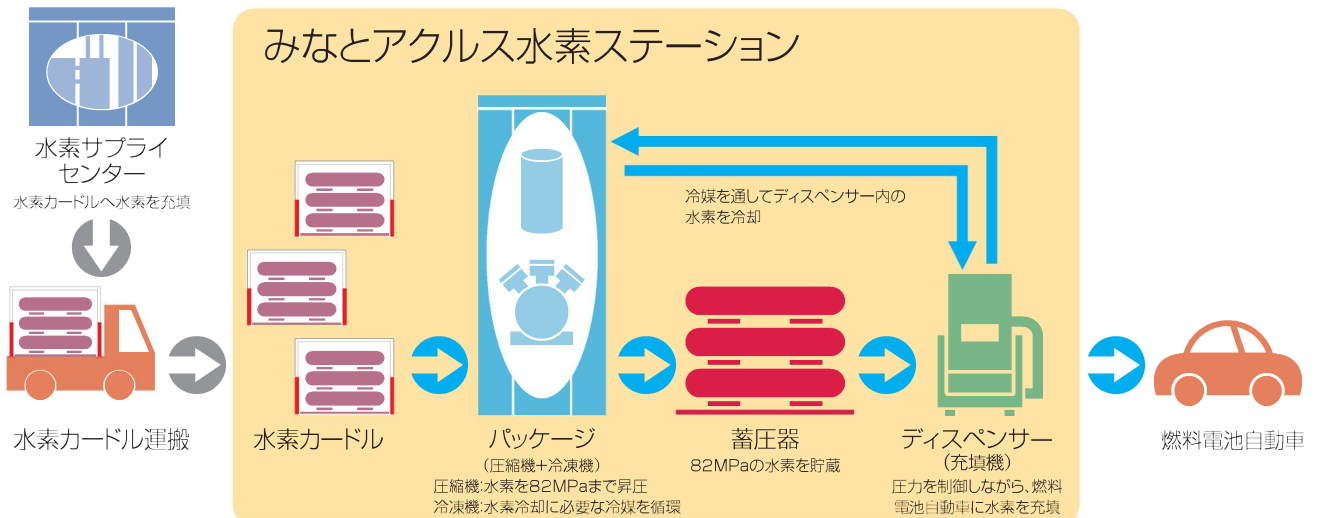 みなとアクルス水素ステーション
水素サプライ
センター
水素カードルへ水素を充填
冷媒を通してディスペンサー内の
水素を冷却
水素カードル運搬
水素カードル
パッケージ
(圧縮機+冷凍機)
圧縮機:水素を82MPaまで昇圧
冷凍機:水素冷却に必要な冷媒を循環
蓄圧器
82MPaの水素を貯蔵
ディスペンサー
(充填機)
圧力を制御しながら、燃料
電池自動車に水素を充填
燃料電池自動車